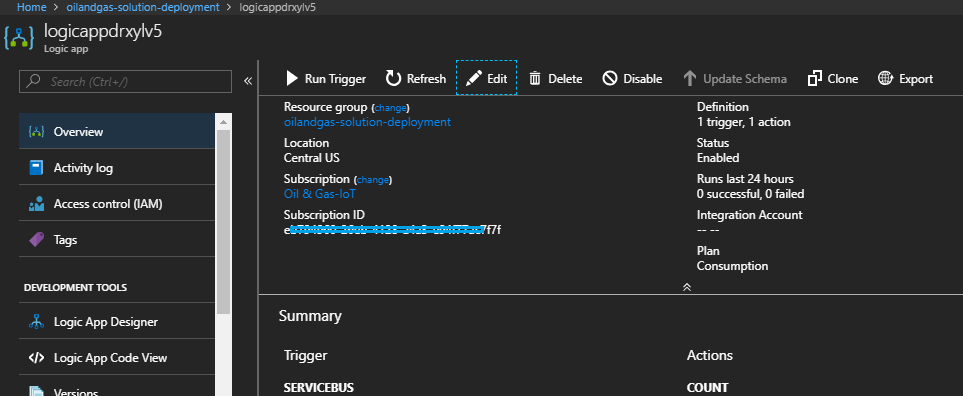 Home > oilandgas-solution-deployment > logicappdrxylv5
logicappdrxylv5
Logic app
Search (Ctrl+/)
«
Overview
Activity log
Access control (IAM)
Tags
DEVELOPMENT TOOLS
Logic App Designer
Logic App Code View
Versions
Run Trigger Refresh Edit Delete Disable Update Schema Clone Export
Resource group (change)
oilandgas-solution-deployment
Location
Central US
Subscription (change)
Oil & Gas-IoT
Subscription ID
7f7f
Definition
1 trigger, 1 action
Status
Enabled
Runs last 24 hours
0 successful, 0 failed
Integration Account
-- --
Plan
Consumption
Summary
Trigger
SERVICEBUS
Actions
COUNT